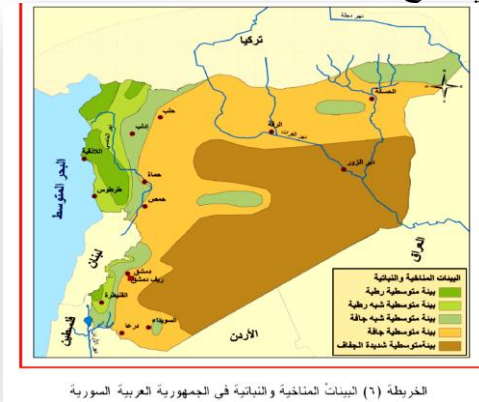 نهر دجلة
تركيا
الحسكة
حلب
إدلب
الرقة
نهر الفرات
اللاذقية
دير الزور
حماة
طرطوس
حمص
البحر المتوسط
لبنان
العراق
دمشق
ريف دمشق
القنيطرة
السويداء
درعا
فلسطين
الأردن
البيئات المناخية والنباتية
بيئة متوسطية رطبة
بيئة متوسطية شبه رطبة
بيئة متوسطية شبه جافة
بيئة متوسطية جافة
بيئة متوسطية شديدة الجفاف
الخريطة (٦) البيئاتُ المناخية والنباتية في الجمهورية العربية السورية